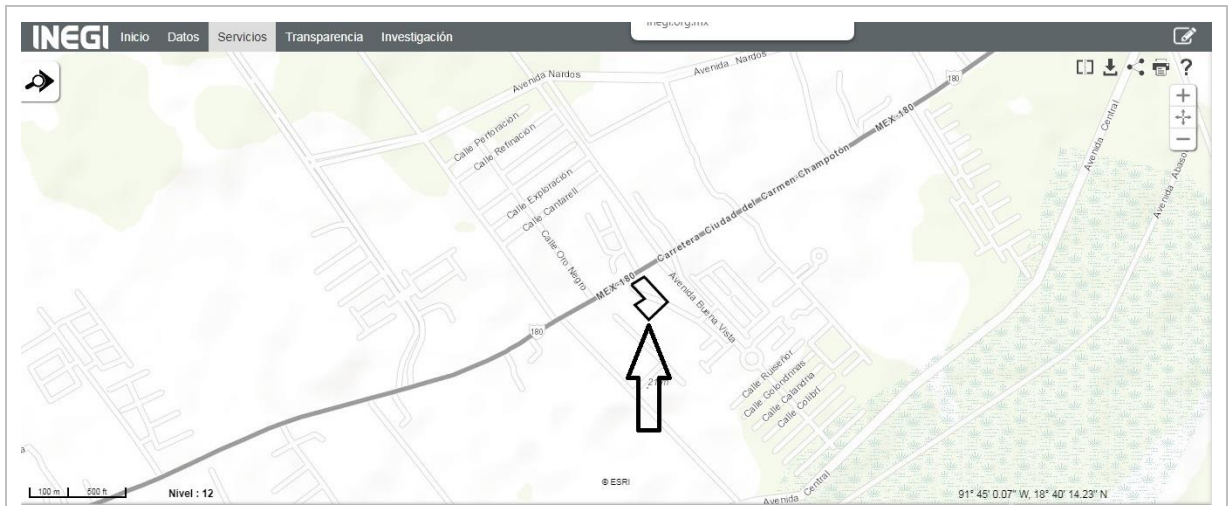 INEGI Inicio Datos Servicios Transparencia Investigación
inegi.org.mx
?
+
−
Avenida Nardos
Avenida Nardos
180
MEX-180
Avenida Central
Avenida Abaso
Calle Perforación
Calle Refinación
Calle Exploración
Calle Cantarell
Calle Oro Negro
Carretera Ciudad del Carmen-Champotón
MEX-180
Avenida Buena Vista
180
Calle Ruiseñor
Calle Golondrinas
Calle Calandria
Calle Colibrí
Avenida Central
100 m 500 ft
Nivel : 12
© ESRI
91° 45' 0.07" W, 18° 40' 14.23" N